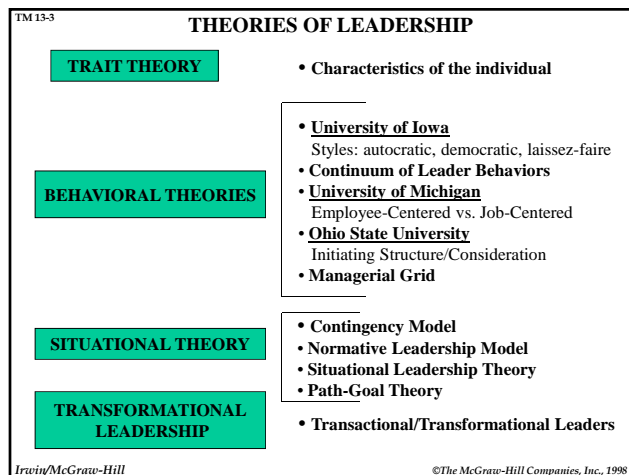 TM 13-3
THEORIES OF LEADERSHIP
TRAIT THEORY
• Characteristics of the individual
BEHAVIORAL THEORIES
• University of Iowa
Styles: autocratic, democratic, laissez-faire
• Continuum of Leader Behaviors
• University of Michigan
Employee-Centered vs. Job-Centered
• Ohio State University
Initiating Structure/Consideration
• Managerial Grid
SITUATIONAL THEORY
• Contingency Model
• Normative Leadership Model
• Situational Leadership Theory
• Path-Goal Theory
TRANSFORMATIONAL
LEADERSHIP
• Transactional/Transformational Leaders
Irwin/McGraw-Hill
©The McGraw-Hill Companies, Inc., 1998